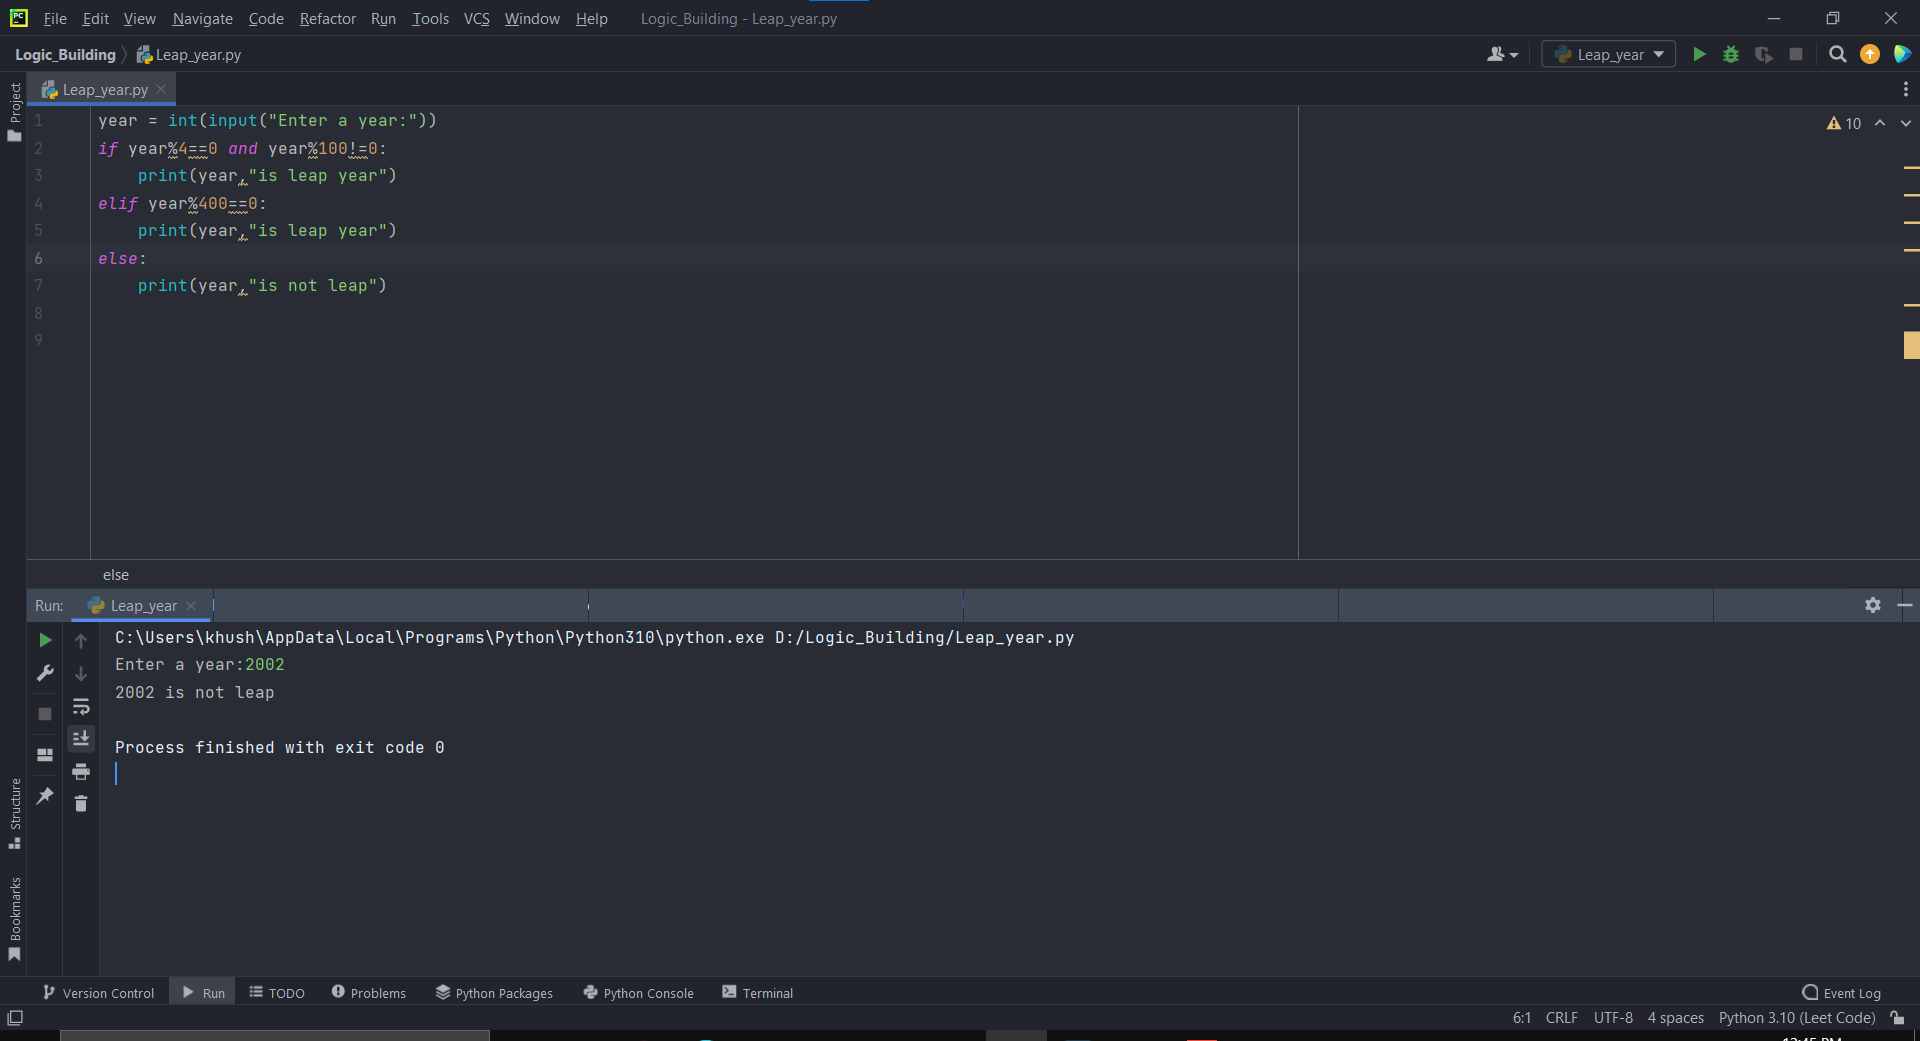 PC File Edit View Navigate Code Refactor Run Tools VCS Window Help Logic_Building - Leap_year.py
Logic_Building Leap_year.py Leap_year
Project
Leap_year.py
1 year = int(input("Enter a year:"))
2 if year%4==0 and year%100!=0:
3 print(year,"is leap year")
4 elif year%400==0:
5 print(year,"is leap year")
6 else:
7 print(year,"is not leap")
8
9
10
else
Run: Leap_year
C:\Users\khush\AppData\Local\Programs\Python\Python310\python.exe D:/Logic_Building/Leap_year.py
Enter a year:2002
2002 is not leap
Process finished with exit code 0
Structure
Bookmarks
Version Control Run TODO Problems Python Packages Python Console Terminal Event Log
6:1 CRLF UTF-8 4 spaces Python 3.10 (Leet Code)